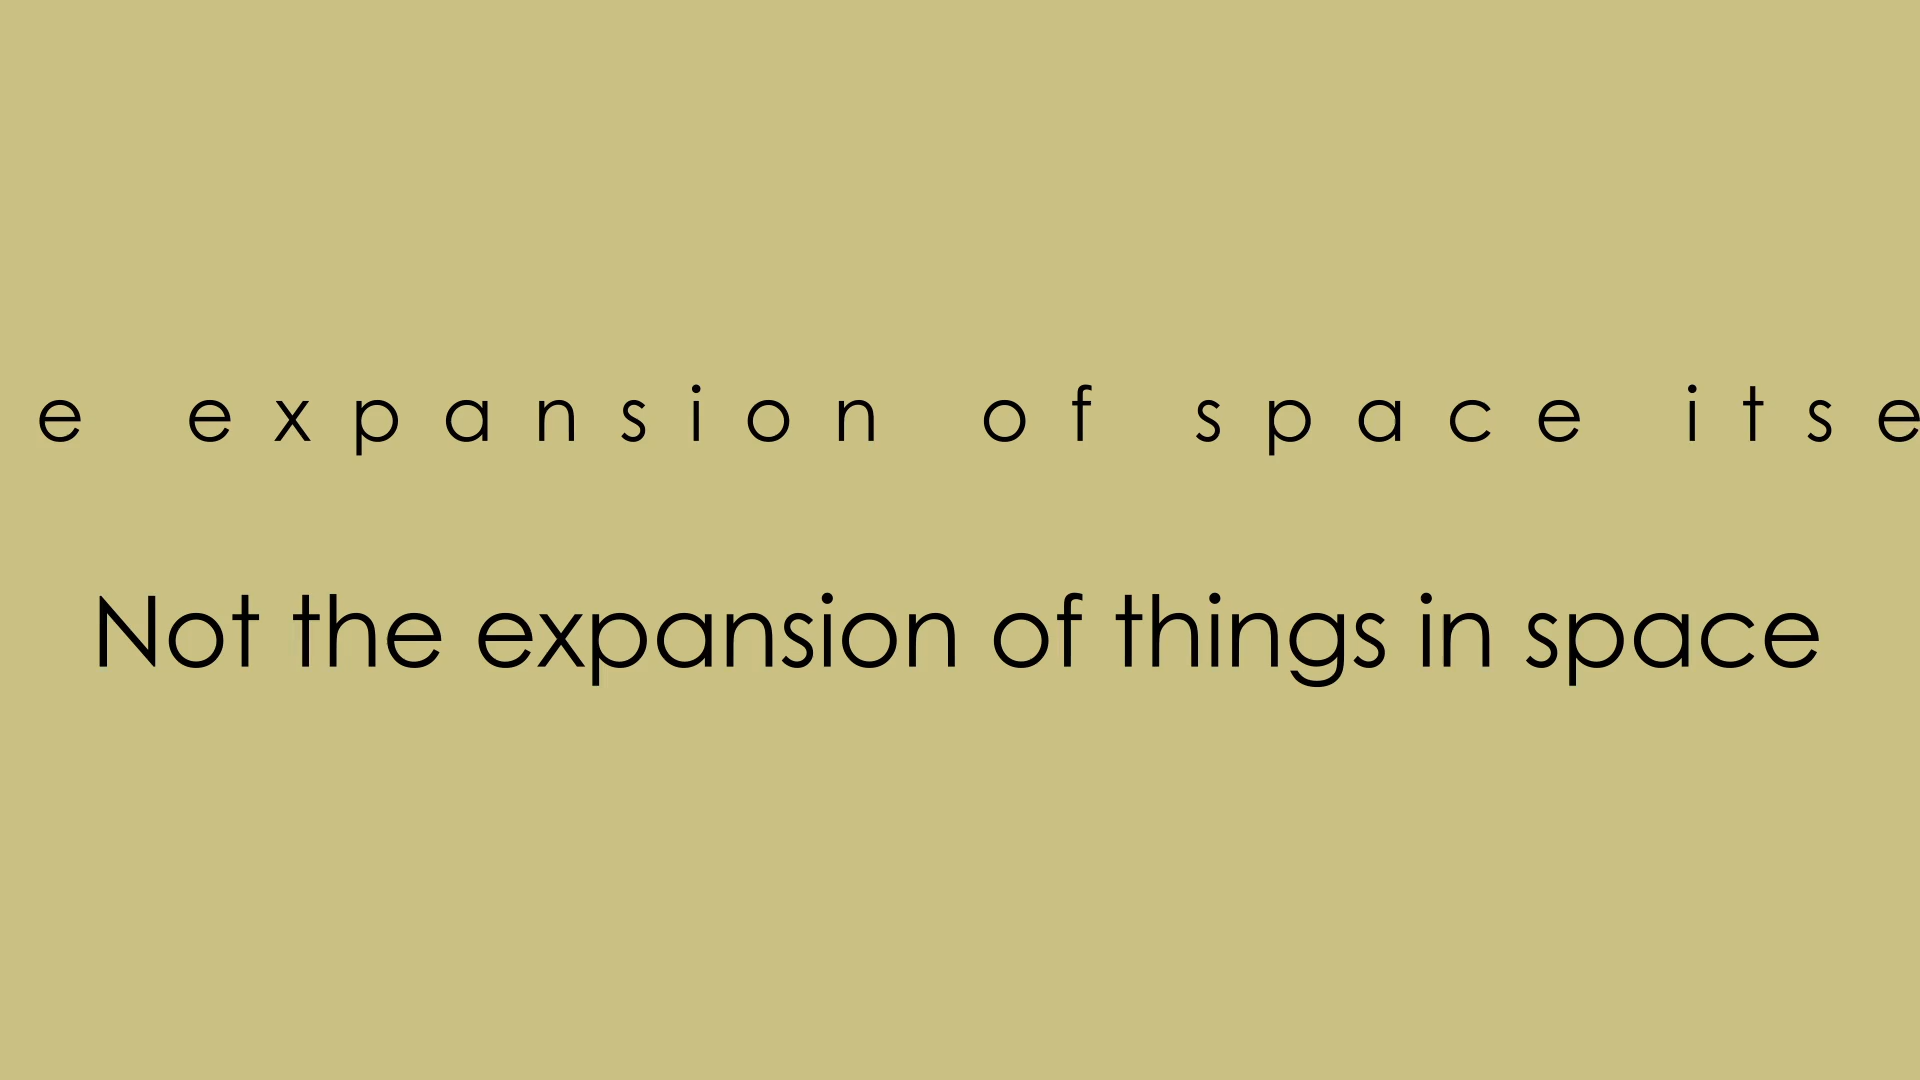 e expansion of space itse
Not the expansion of things in space